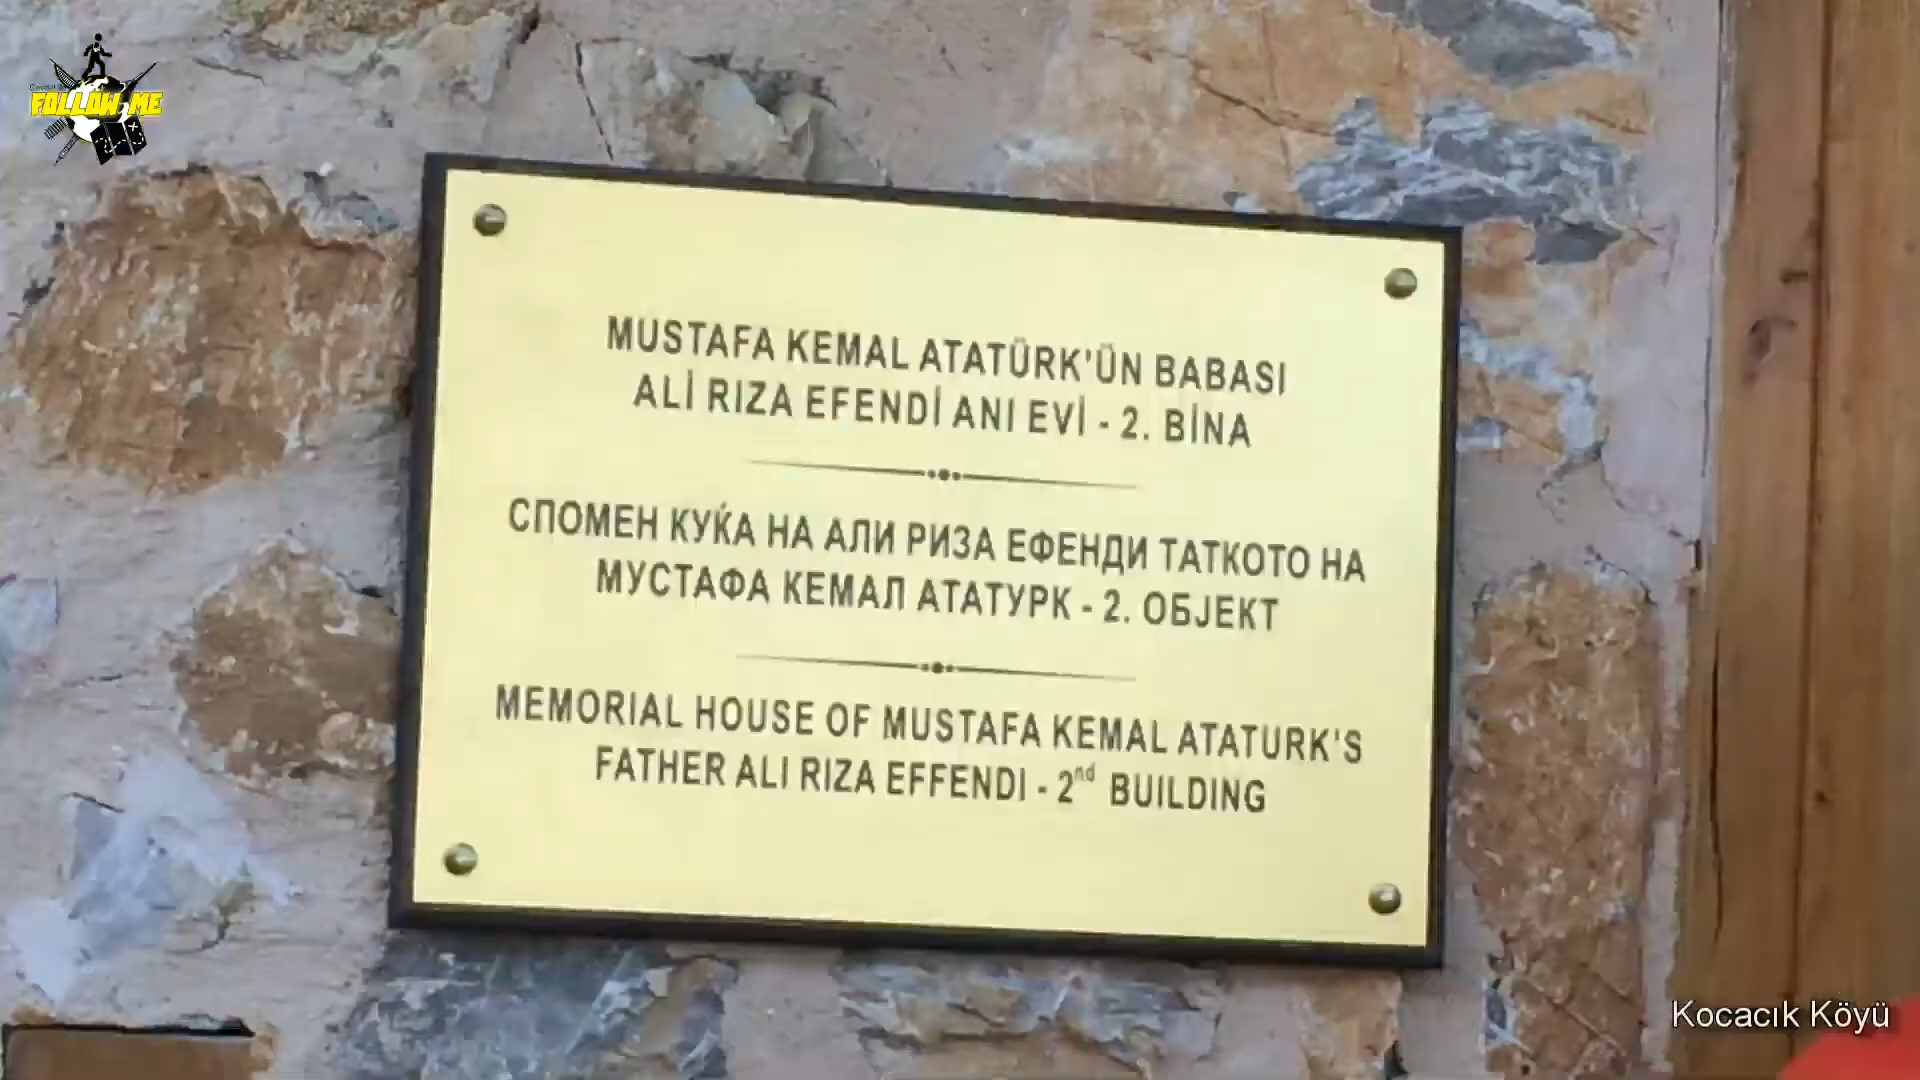 FOLLOW ME
MUSTAFA KEMAL ATATÜRK'ÜN BABASI
ALİ RIZA EFENDİ ANI EVİ - 2. BİNA
СПОМЕН КУЌА НА АЛИ РИЗА ЕФЕНДИ ТАТКОТО НА
МУСТАФА КЕМАЛ АТАТУРК - 2. ОБЈЕКТ
MEMORIAL HOUSE OF MUSTAFA KEMAL ATATURK'S
FATHER ALI RIZA EFFENDI - 2nd BUILDING
Kocacık Köyü